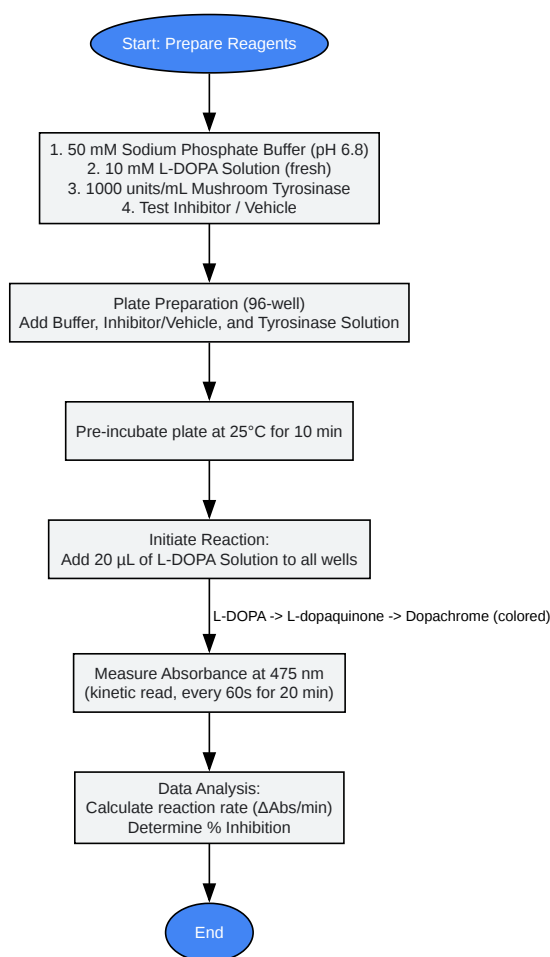 Start: Prepare Reagents
1. 50 mM Sodium Phosphate Buffer (pH 6.8)
2. 10 mM L-DOPA Solution (fresh)
3. 1000 units/mL Mushroom Tyrosinase
4. Test Inhibitor / Vehicle
Plate Preparation (96-well)
Add Buffer, Inhibitor/Vehicle, and Tyrosinase Solution
Pre-incubate plate at 25°C for 10 min
Initiate Reaction:
Add 20 µL of L-DOPA Solution to all wells
L-DOPA -> L-dopaquinone -> Dopachrome (colored)
Measure Absorbance at 475 nm
(kinetic read, every 60s for 20 min)
Data Analysis:
Calculate reaction rate (ΔAbs/min)
Determine % Inhibition
End